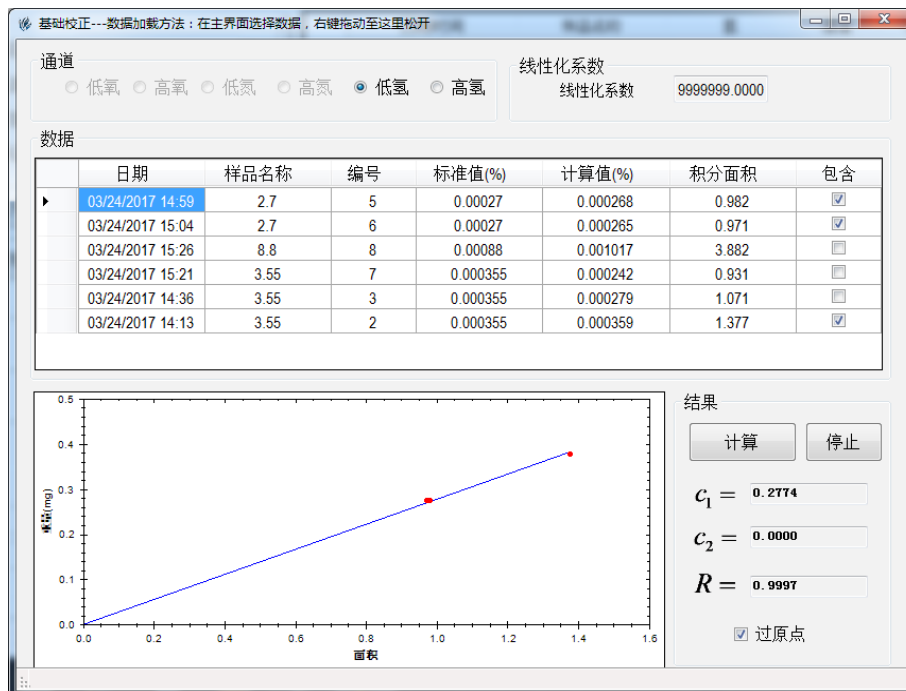 基础校正---数据加载方法：在主界面选择数据，右键拖动至这里松开
通道
低氧 高氧 低氮 高氮 低氢 高氢
线性化系数
线性化系数 9999999.0000
数据
日期 样品名称 编号 标准值(%) 计算值(%) 积分面积 包含
03/24/2017 14:59 2.7 5 0.00027 0.000268 0.982
03/24/2017 15:04 2.7 6 0.00027 0.000265 0.971
03/24/2017 15:26 8.8 8 0.00088 0.001017 3.882
03/24/2017 15:21 3.55 7 0.000355 0.000242 0.931
03/24/2017 14:36 3.55 3 0.000355 0.000279 1.071
03/24/2017 14:13 3.55 2 0.000355 0.000359 1.377
0.5
0.4
0.3
0.2
0.1
0.0
重量(mg)
0.0 0.2 0.4 0.6 0.8 1.0 1.2 1.4 1.6
面积
结果
计算 停止
c₁ = 0.2774
c₂ = 0.0000
R = 0.9997
过原点